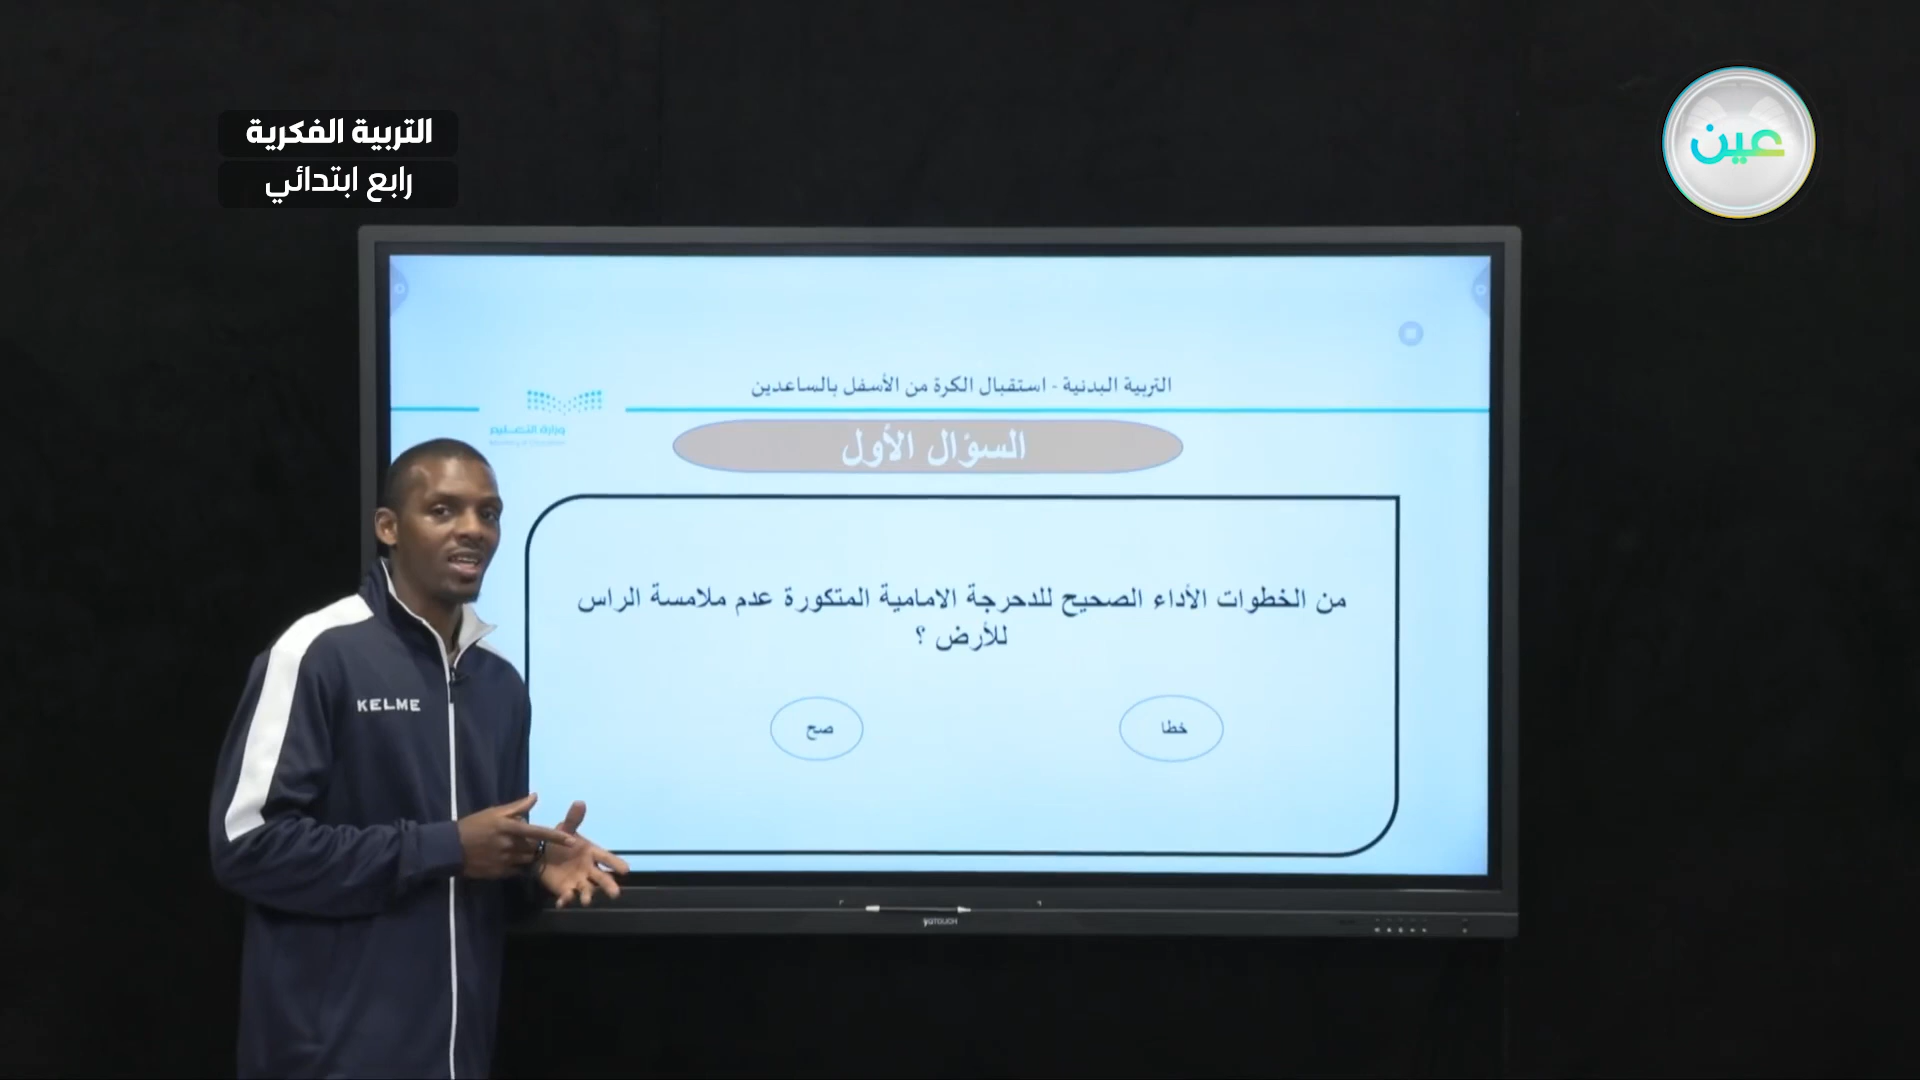 التربية الفكرية
رابع ابتدائي
عين
التربية البدنية - استقبال الكرة من الأسفل بالساعدين
وزارة التعليم
السؤال الأول
من الخطوات الأداء الصحيح للدحرجة الامامية المتكورة عدم ملامسة الراس
للأرض ؟
خطا
صح
KELME